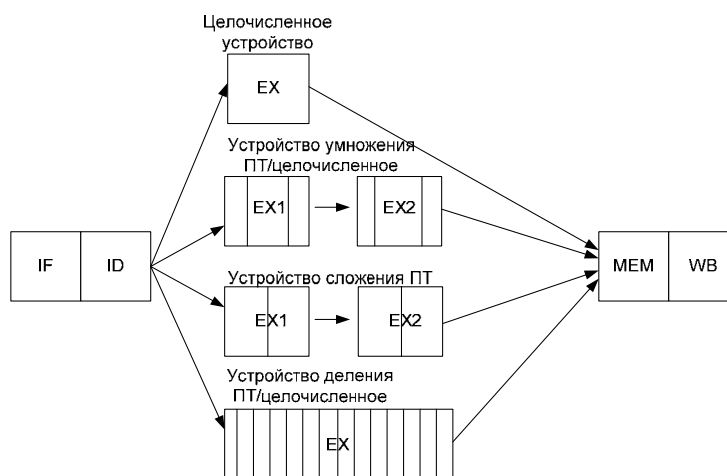 Целочисленное
устройство
EX
Устройство умножения
ПТ/целочисленное
EX1
EX2
IF
ID
MEM
WB
Устройство сложения ПТ
EX1
EX2
Устройство деления
ПТ/целочисленное
EX